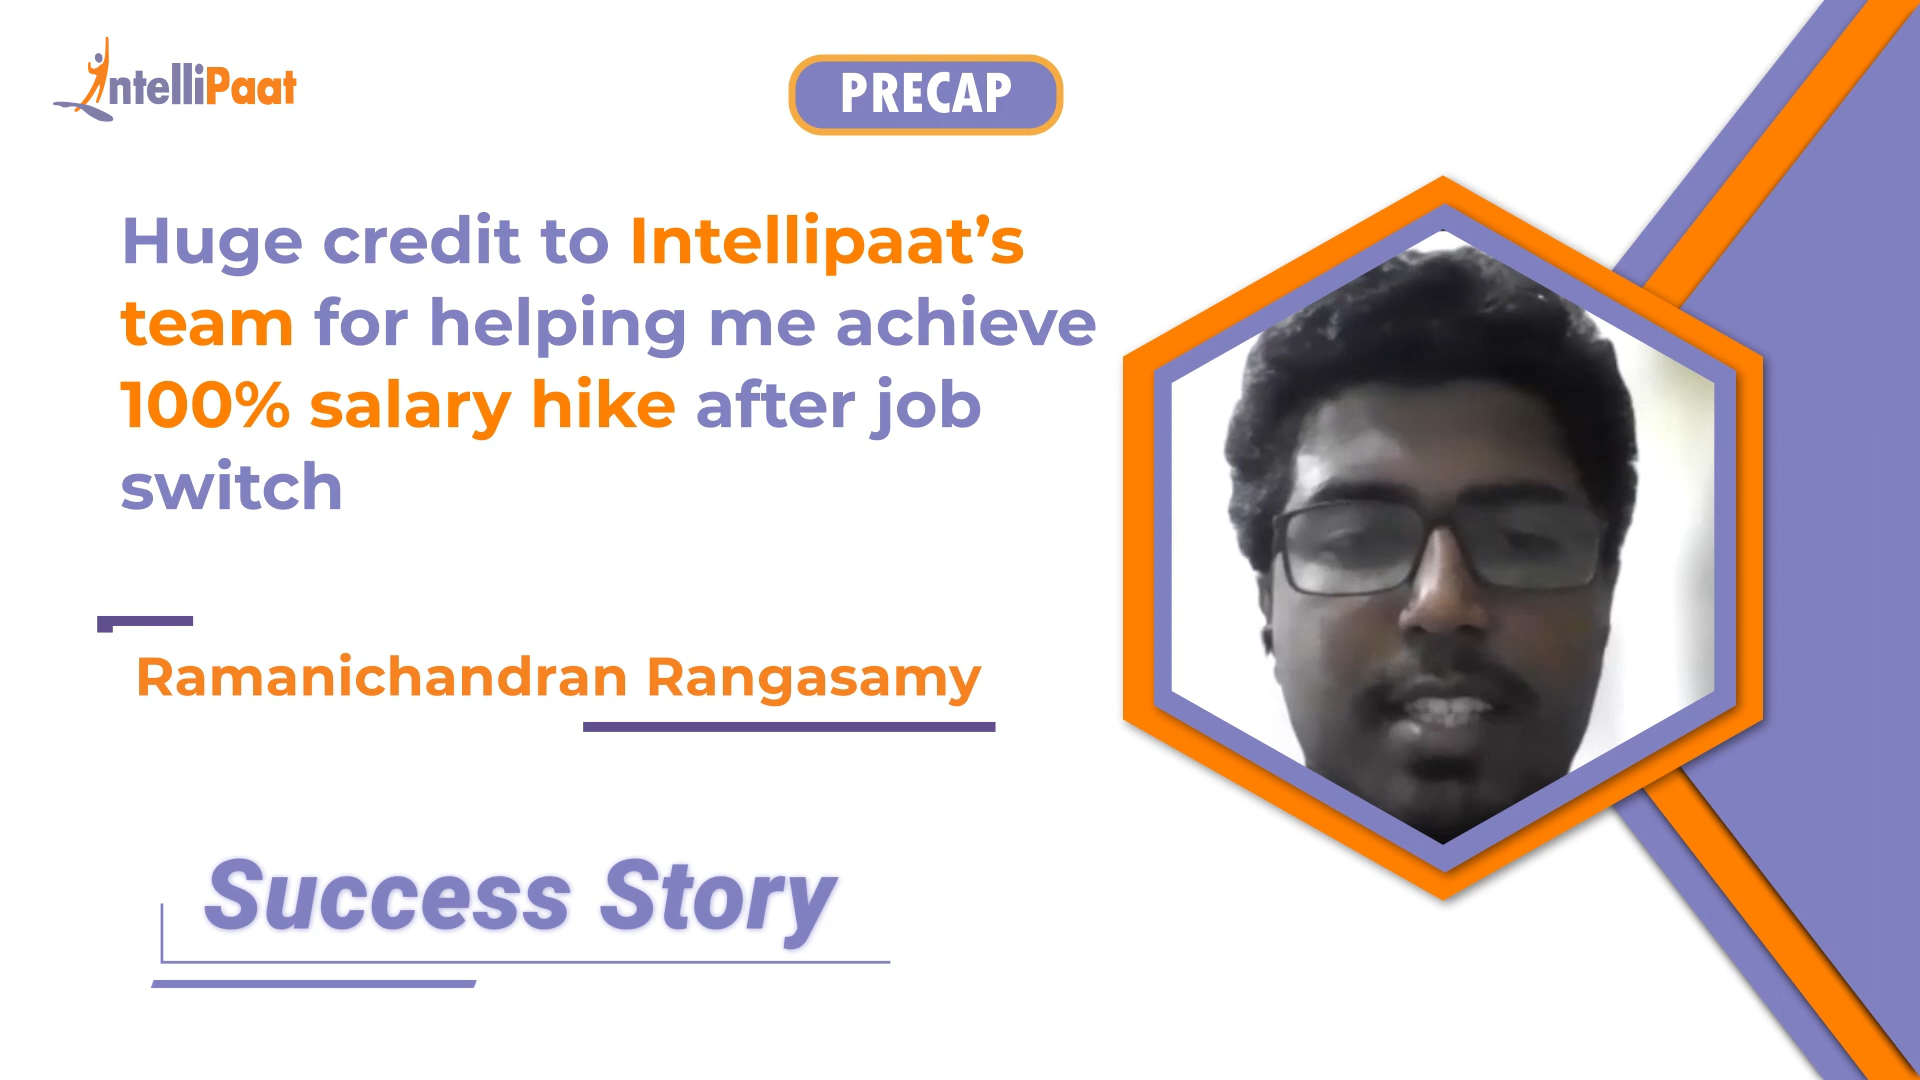 IntelliPaat
PRECAP
Huge credit to Intellipaat’s
team for helping me achieve
100% salary hike after job
switch
Ramanichandran Rangasamy
Success Story